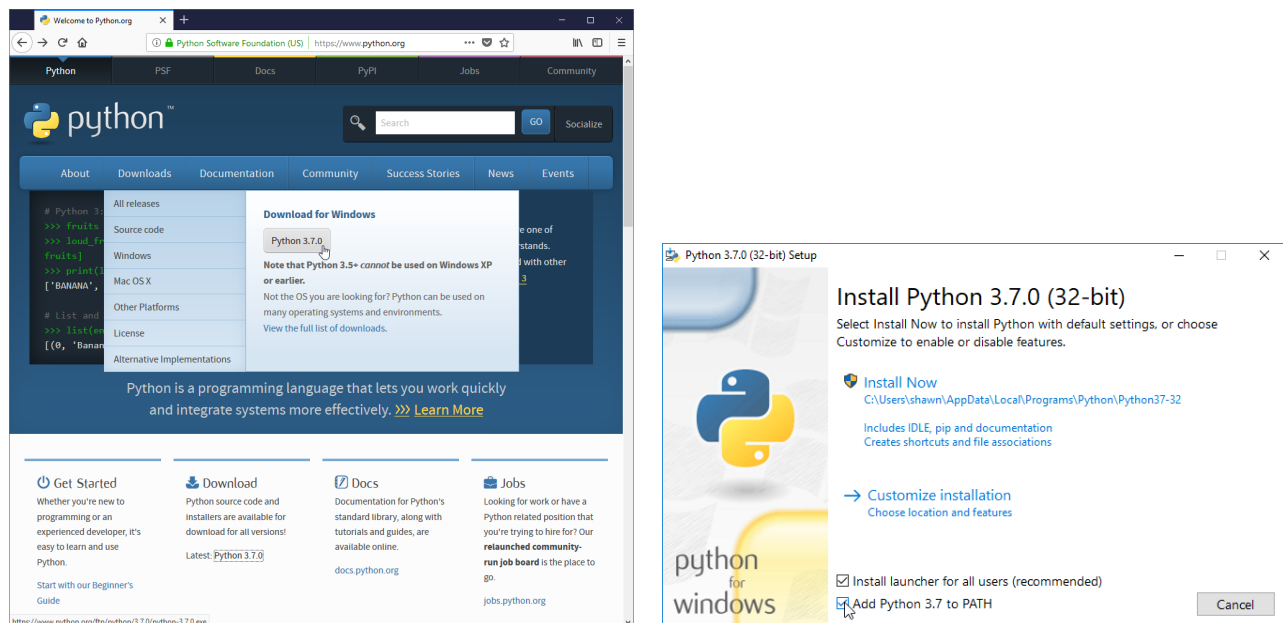 Welcome to Python.org
Python Software Foundation (US) https://www.python.org
Python PSF Docs PyPI Jobs Community
python™
Search GO Socialize
About Downloads Documentation Community Success Stories News Events
All releases
Source code
Windows
Mac OS X
Other Platforms
License
Alternative Implementations
Download for Windows
Python 3.7.0
Note that Python 3.5+ cannot be used on Windows XP
or earlier.
Not the OS you are looking for? Python can be used on
many operating systems and environments.
View the full list of downloads.
# Python 3:
>>> fruits
>>> loud_fr
fruits]
>>> print(l
['BANANA',
# List and
>>> list(en
[(0, 'Banan
e one of
rstands.
d with other
3
Python is a programming language that lets you work quickly
and integrate systems more effectively. >>> Learn More
Get Started
Whether you're new to
programming or an
experienced developer, it's
easy to learn and use
Python.
Start with our Beginner's
Guide
Download
Python source code and
installers are available for
download for all versions!
Latest: Python 3.7.0
Docs
Documentation for Python's
standard library, along with
tutorials and guides, are
available online.
docs.python.org
Jobs
Looking for work or have a
Python related position that
you're trying to hire for? Our
relaunched community-
run job board is the place to
go.
jobs.python.org
https://www.python.org/ftp/python/3.7.0/python-3.7.0.exe
Python 3.7.0 (32-bit) Setup
Install Python 3.7.0 (32-bit)
Select Install Now to install Python with default settings, or choose
Customize to enable or disable features.
Install Now
C:\Users\shawn\AppData\Local\Programs\Python\Python37-32
Includes IDLE, pip and documentation
Creates shortcuts and file associations
Customize installation
Choose location and features
python
for
windows
Install launcher for all users (recommended)
Add Python 3.7 to PATH
Cancel